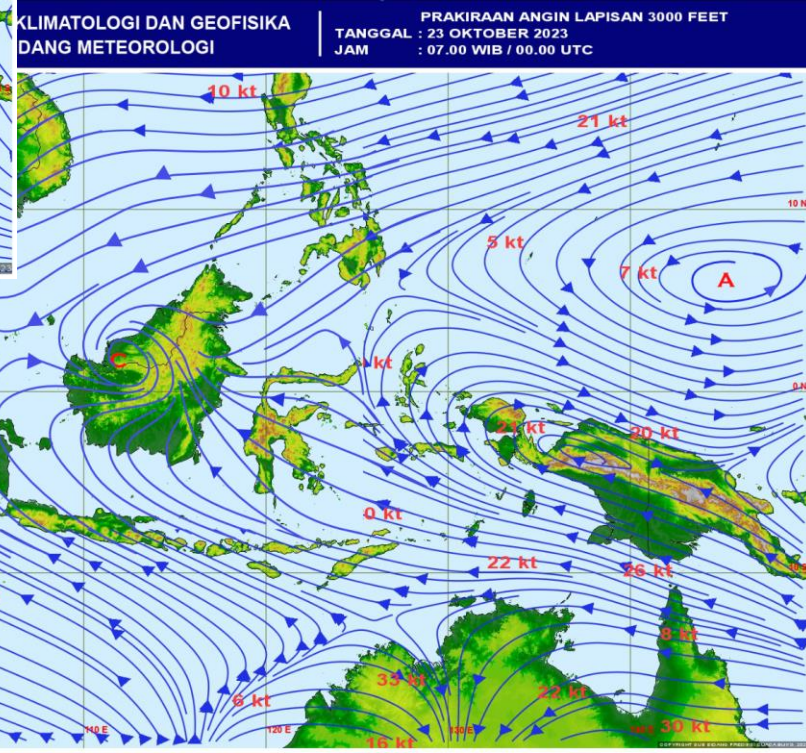 KLIMATOLOGI DAN GEOFISIKA
DANG METEOROLOGI
PRAKIRAAN ANGIN LAPISAN 3000 FEET
TANGGAL : 23 OKTOBER 2023
JAM : 07.00 WIB / 00.00 UTC
10 kt
21 kt
10 N
5 kt
7 kt
A
C
kt
0 N
21 kt
20 kt
0 kt
22 kt
26 kt
10 S
8 kt
33 kt
22 kt
6 kt
110 E
120 E
130 E
30 kt
16 kt